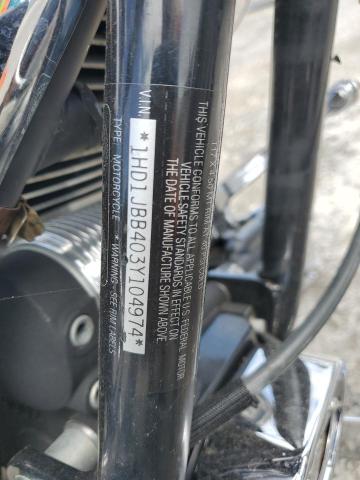 THIS VEHICLE CONFORMS TO ALL APPLICABLE U.S. FEDERAL MOTOR
VEHICLE SAFETY STANDARDS IN EFFECT ON
THE DATE OF MANUFACTURE SHOWN ABOVE
V.I.N.
*1HD1JBB403Y104974*
TYPE: MOTORCYCLE * WARNING - SEE RIM LABELS